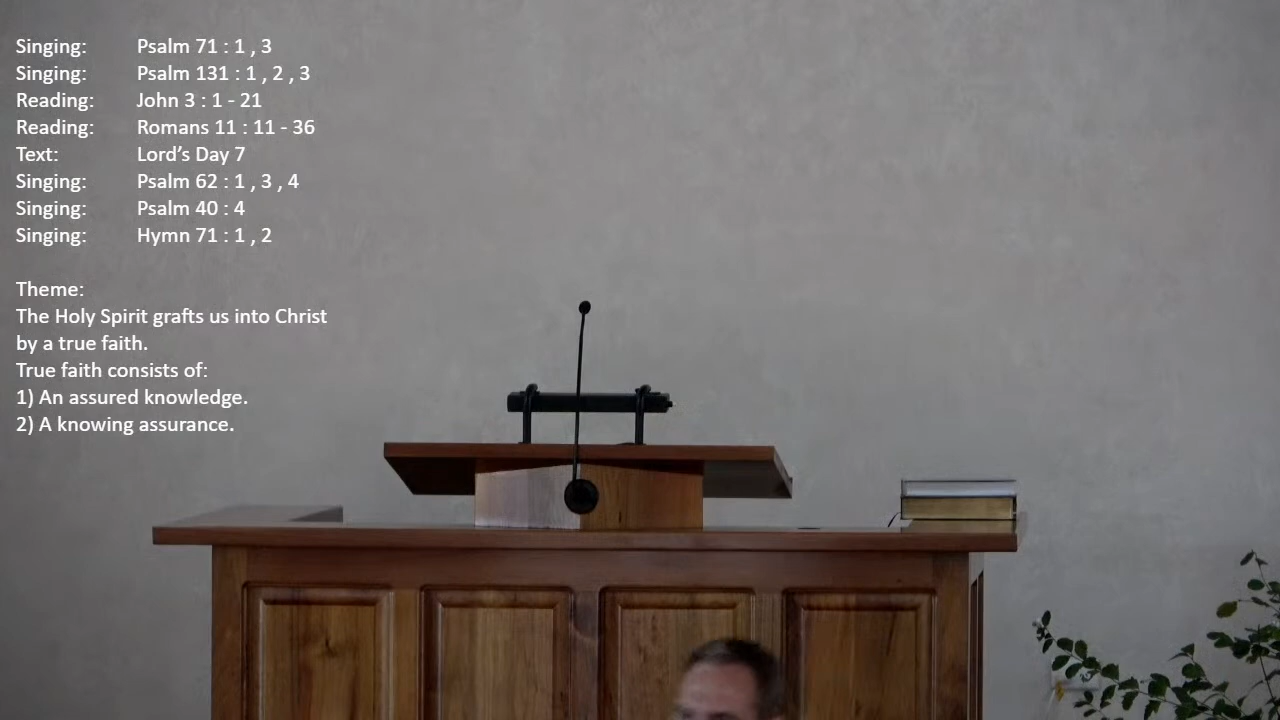 Singing: Psalm 71 : 1 , 3
Singing: Psalm 131 : 1 , 2 , 3
Reading: John 3 : 1 - 21
Reading: Romans 11 : 11 - 36
Text: Lord’s Day 7
Singing: Psalm 62 : 1 , 3 , 4
Singing: Psalm 40 : 4
Singing: Hymn 71 : 1 , 2
Theme:
The Holy Spirit grafts us into Christ
by a true faith.
True faith consists of:
1) An assured knowledge.
2) A knowing assurance.